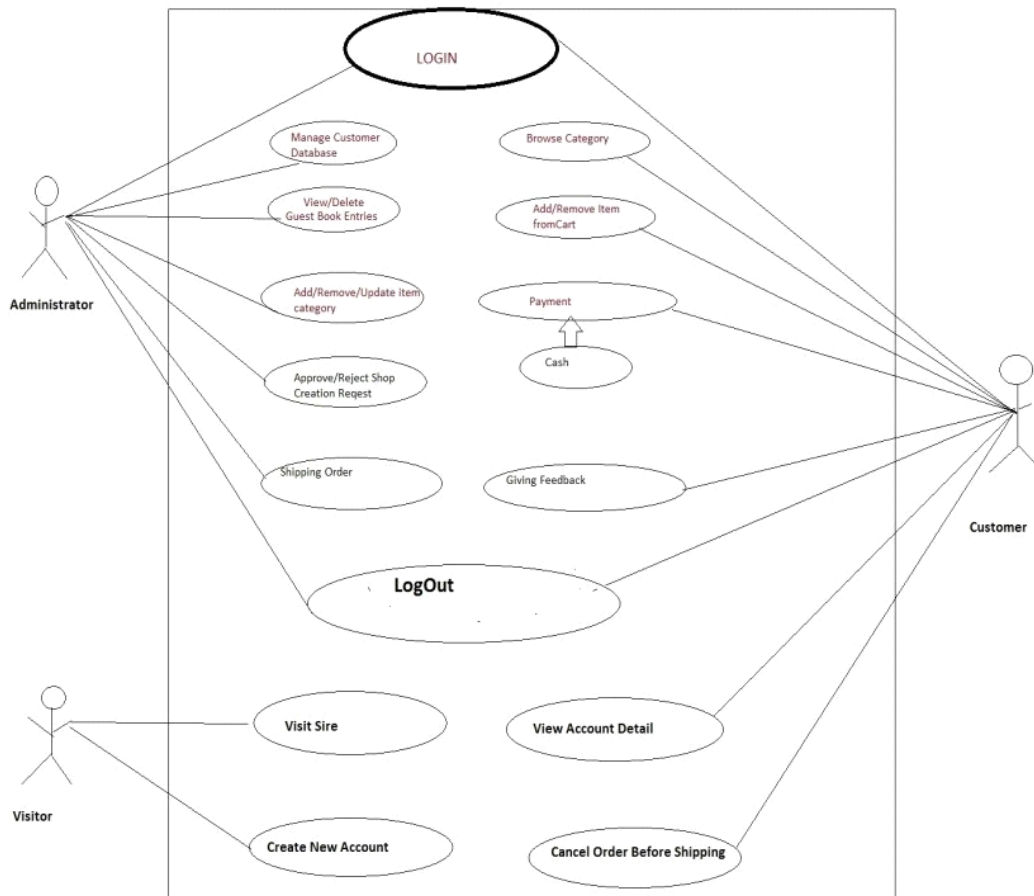 LOGIN
Manage Customer
Database
Browse Category
View/Delete
Guest Book Entries
Add/Remove Item
fromCart
Administrator
Add/Remove/Update item
category
Payment
Approve/Reject Shop
Creation Reqest
Cash
Shipping Order
Giving Feedback
Customer
LogOut
Visit Sire
View Account Detail
Visitor
Create New Account
Cancel Order Before Shipping